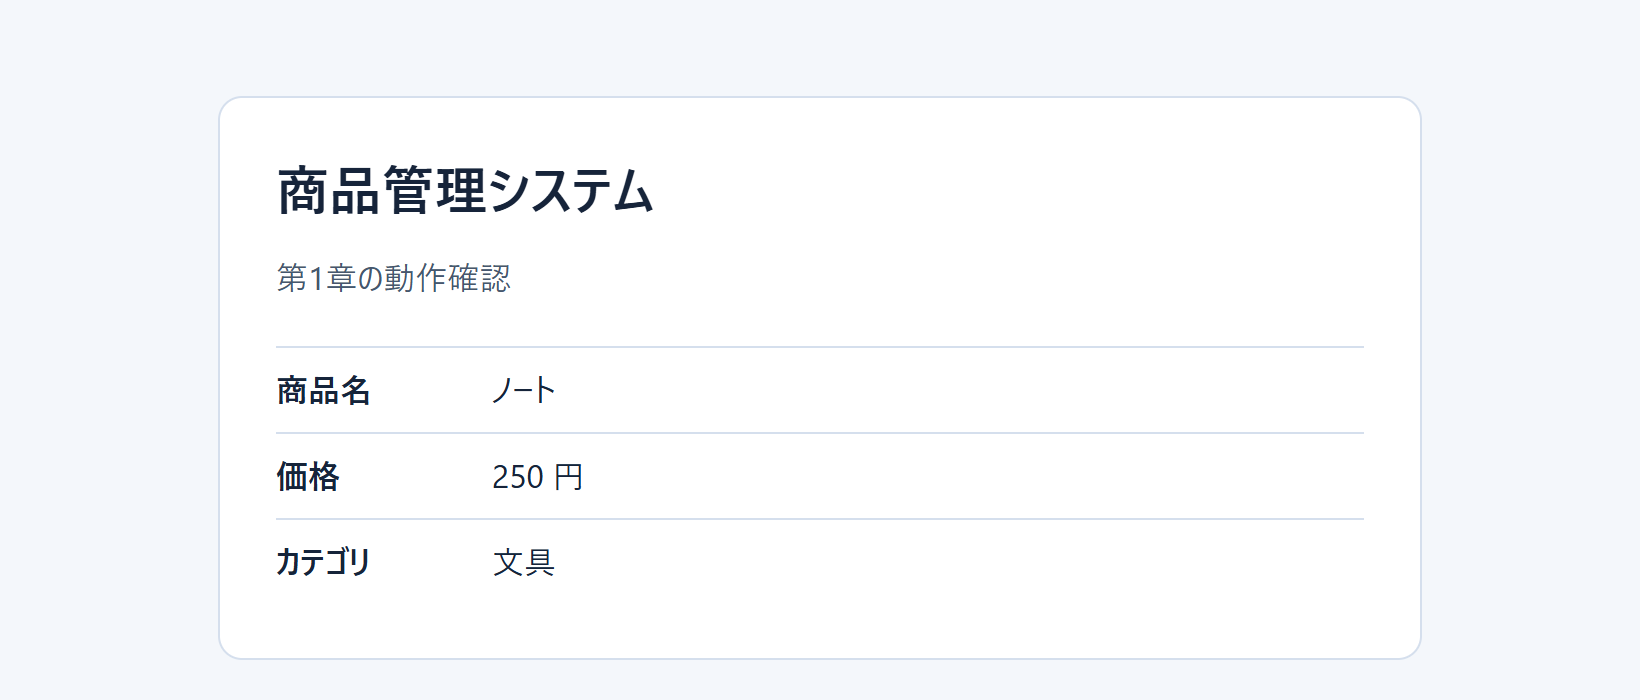 商品管理システム
第1章の動作確認
商品名 ノート
価格 250 円
カテゴリ 文具